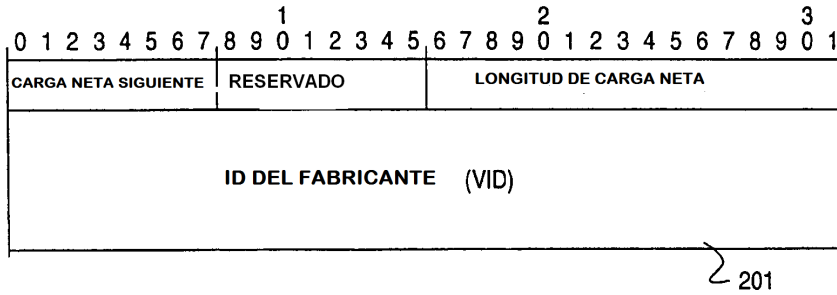 1 2 3
0 1 2 3 4 5 6 7 8 9 0 1 2 3 4 5 6 7 8 9 0 1 2 3 4 5 6 7 8 9 0 1
CARGA NETA SIGUIENTE RESERVADO LONGITUD DE CARGA NETA
ID DEL FABRICANTE (VID)
201